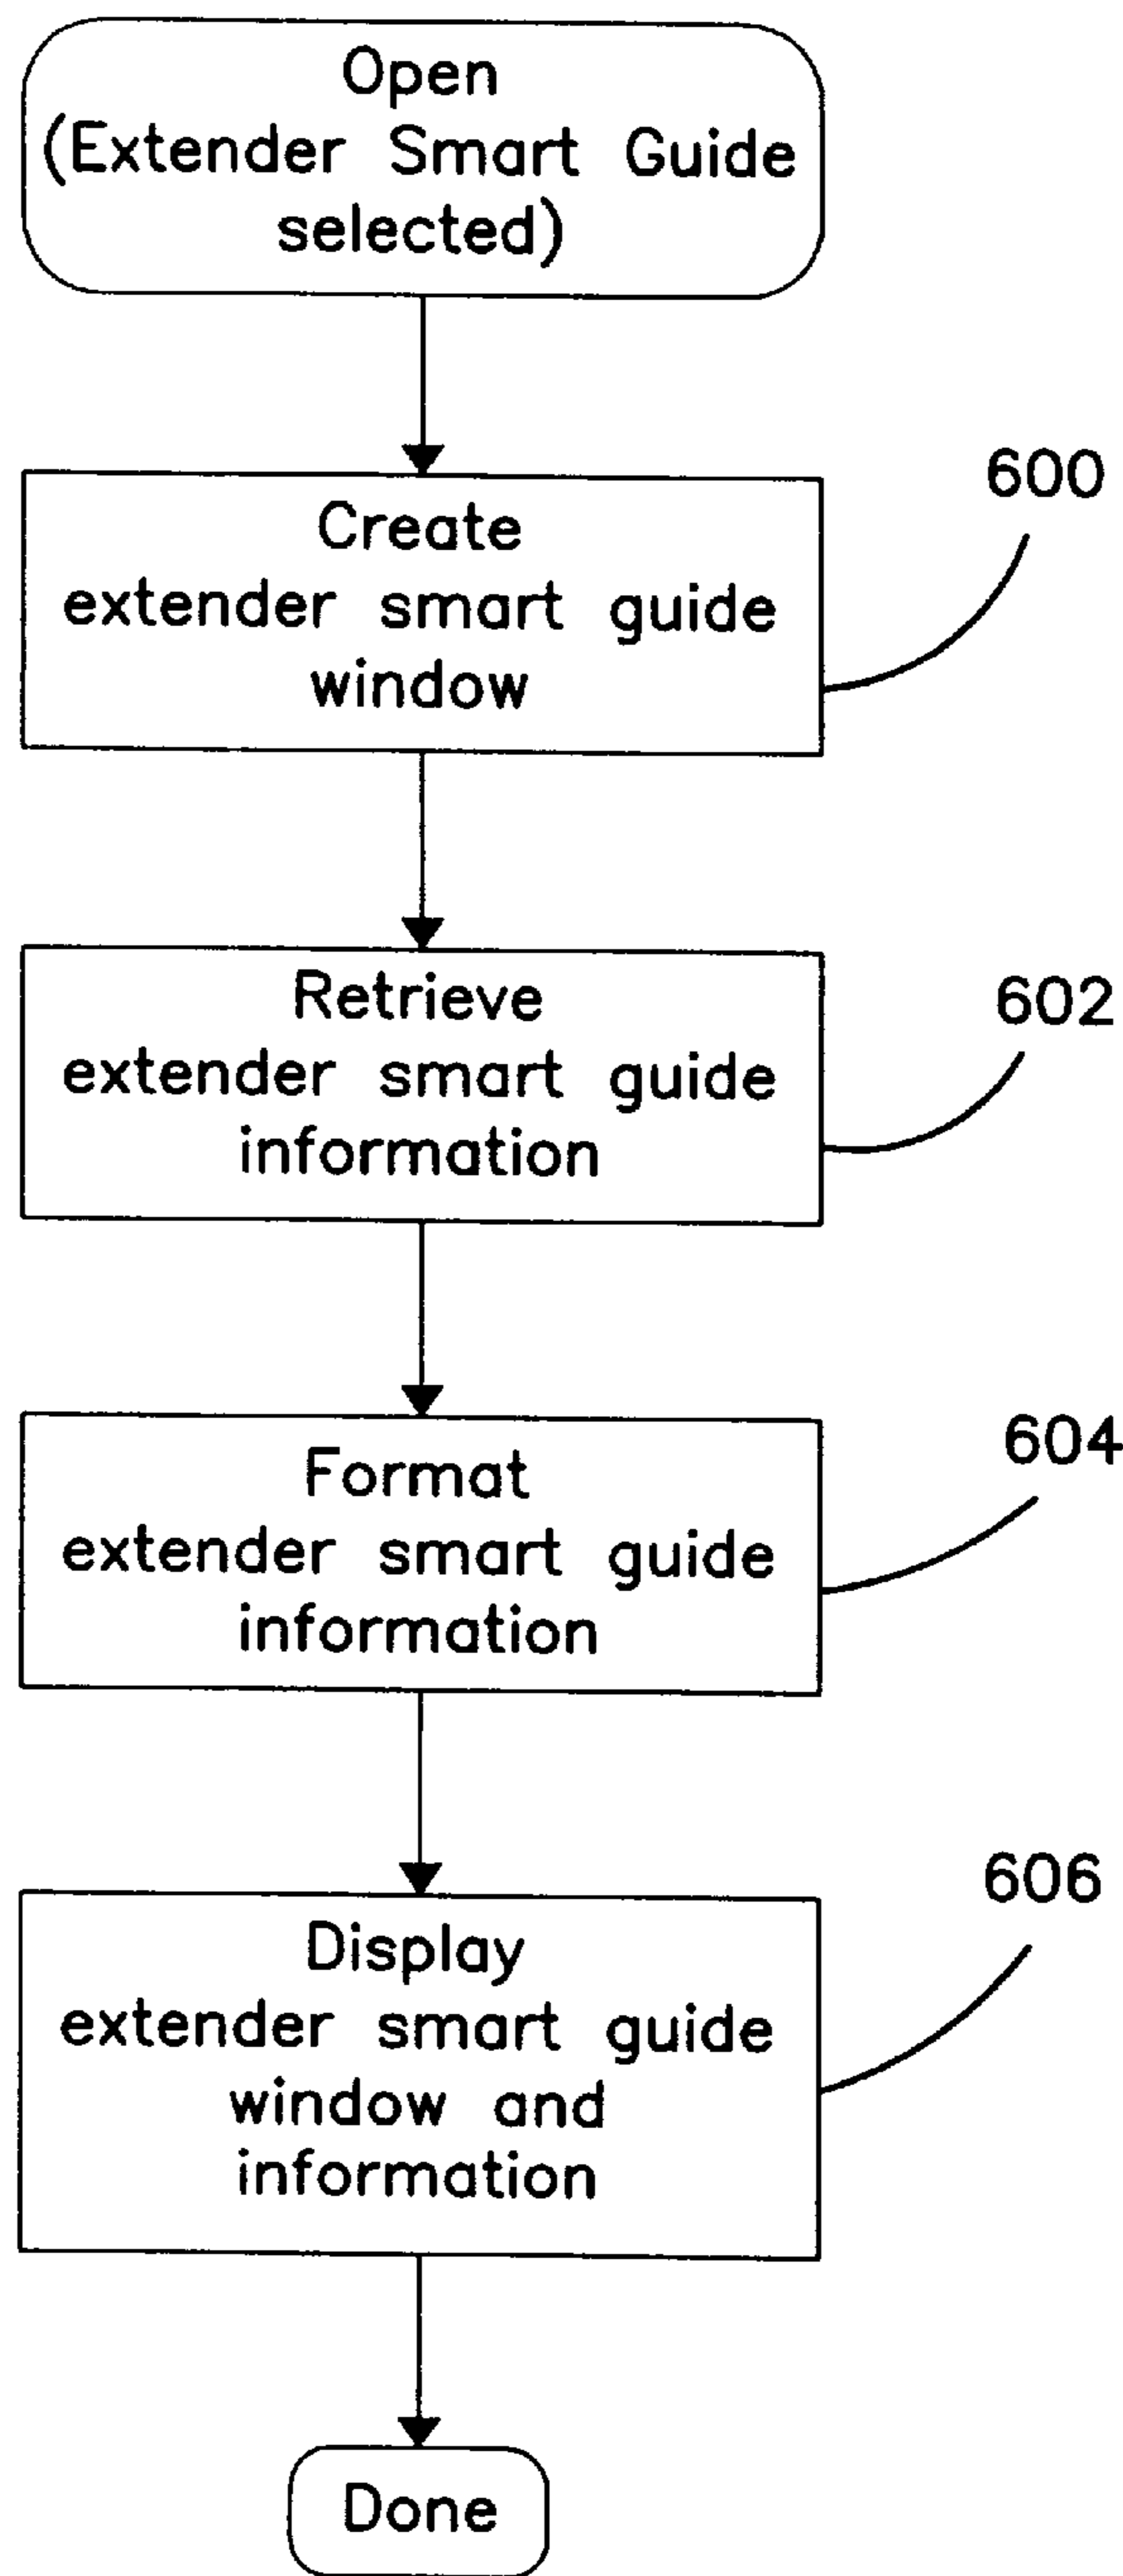 Open
(Extender Smart Guide
selected)
600
Create
extender smart guide
window
602
Retrieve
extender smart guide
information
604
Format
extender smart guide
information
606
Display
extender smart guide
window and
information
Done